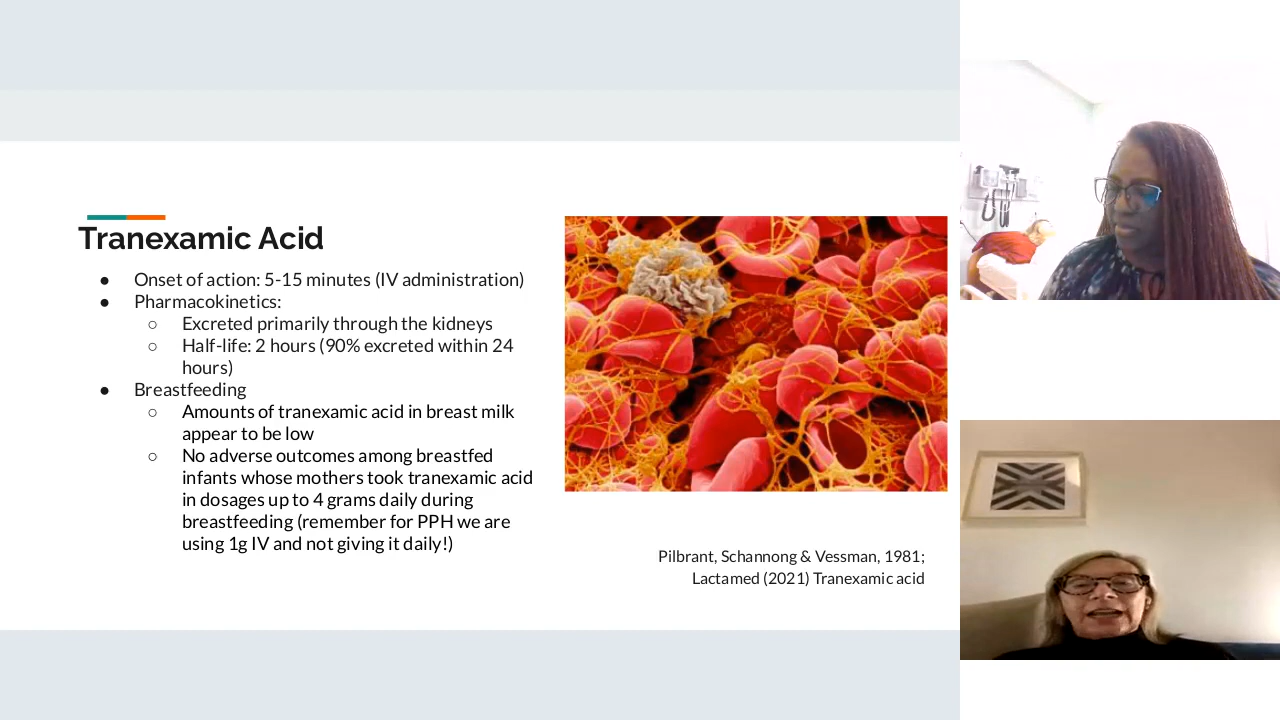 Tranexamic Acid
● Onset of action: 5-15 minutes (IV administration)
● Pharmacokinetics:
○ Excreted primarily through the kidneys
○ Half-life: 2 hours (90% excreted within 24
hours)
● Breastfeeding
○ Amounts of tranexamic acid in breast milk
appear to be low
○ No adverse outcomes among breastfed
infants whose mothers took tranexamic acid
in dosages up to 4 grams daily during
breastfeeding (remember for PPH we are
using 1g IV and not giving it daily!)
Pilbrant, Schannong & Vessman, 1981;
Lactamed (2021) Tranexamic acid